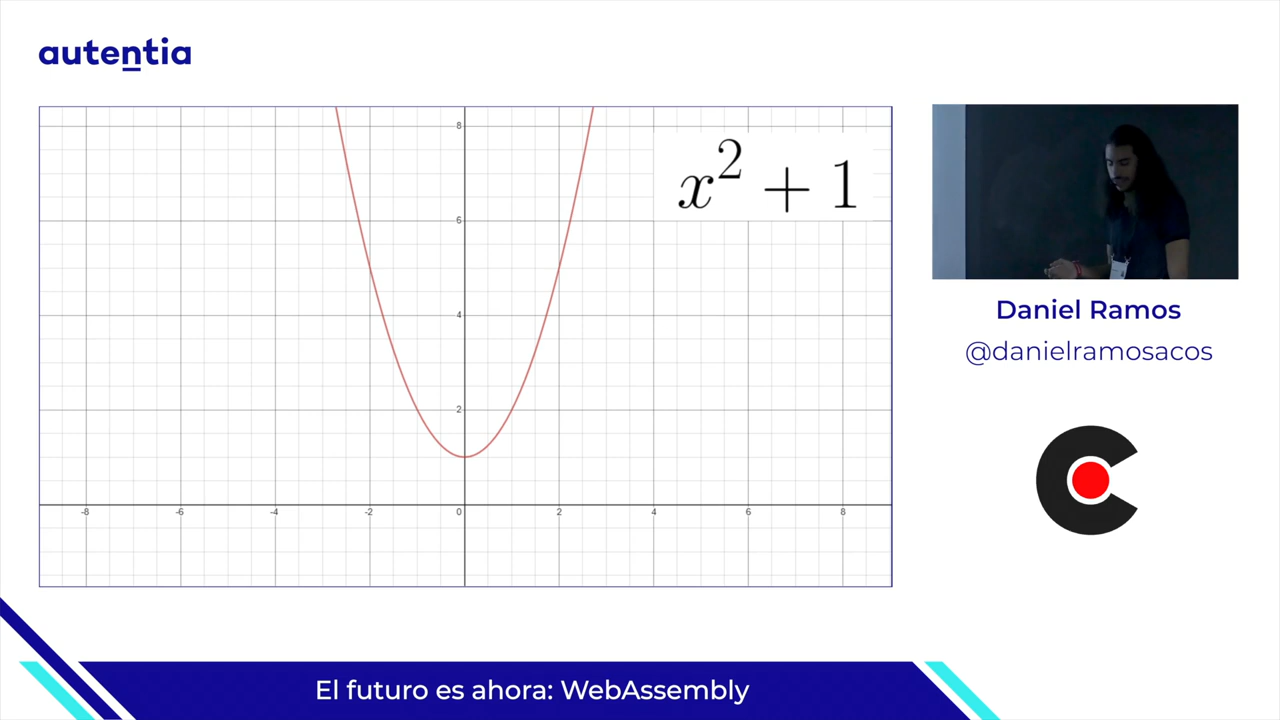 autentia
x² + 1
8
6
4
2
-8 -6 -4 -2 0 2 4 6 8
Daniel Ramos
@danielramosacos
El futuro es ahora: WebAssembly